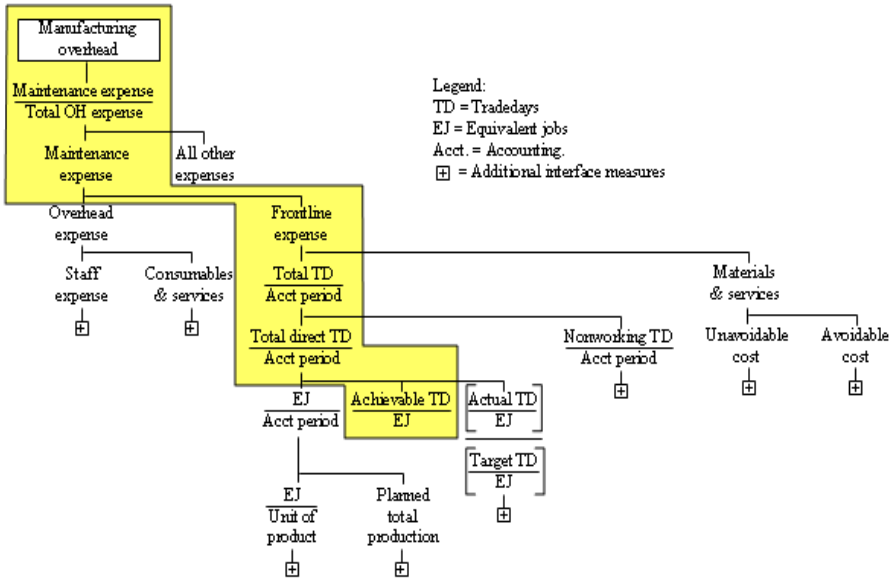 Manufacturing
overhead
Maintenance expense
Total OH expense
Legend:
TD = Tradedays
EJ = Equivalent jobs
Acct. = Accounting.
+ = Additional interface measures
Maintenance
expense
All other
expenses
Overhead
expense
Frontline
expense
Staff
expense
+
Consumables
& services
+
Total TD
Acct period
Materials
& services
Total direct TD
Acct period
Nonworking TD
Acct period
+
Unavoidable
cost
+
Avoidable
cost
+
EJ
Acct period
Achievable TD
EJ
Actual TD
EJ
Target TD
EJ
+
EJ
Unit of
product
+
Planned
total
production
+